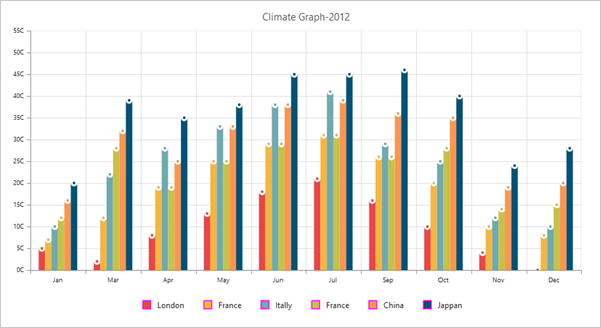 Climate Graph-2012
55C
50C
45C
40C
35C
30C
25C
20C
15C
10C
5C
0C
Jan Mar Apr May Jun Jul Sep Oct Nov Dec
London France Itally France China Jappan